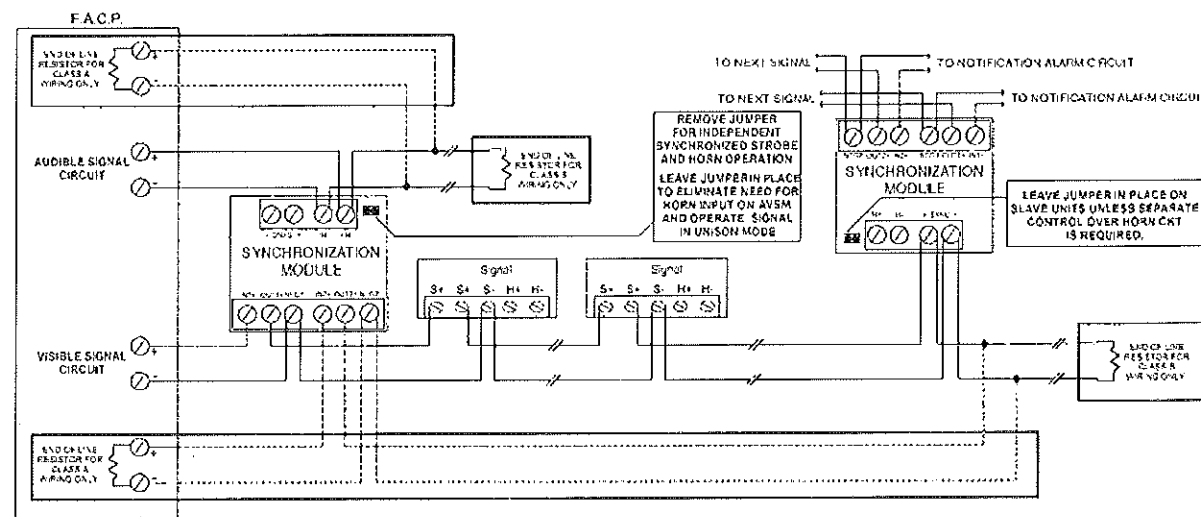 F.A.C.P.
END OF LINE
RESISTOR FOR
CLASS A
WIRING ONLY
+
-
TO NEXT SIGNAL
TO NOTIFICATION ALARM CIRCUIT
TO NEXT SIGNAL
TO NOTIFICATION ALARM CIRCUIT
REMOVE JUMPER
FOR INDEPENDENT
SYNCHRONIZED STROBE
AND HORN OPERATION
LEAVE JUMPER IN PLACE
TO ELIMINATE NEED FOR
HORN INPUT ON AVSM
AND OPERATE SIGNAL
IN UNISON MODE
AUDIBLE SIGNAL
CIRCUIT
+
-
END OF LINE
RESISTOR FOR
CLASS B
WIRING ONLY
SYNCHRONIZATION
MODULE
LEAVE JUMPER IN PLACE ON
SLAVE UNITS UNLESS SEPARATE
CONTROL OVER HORN CKT
IS REQUIRED.
SYNCHRONIZATION
MODULE
Signal
S+ S+ S- H+ H-
Signal
S+ S+ S- H+ H-
VISIBLE SIGNAL
CIRCUIT
+
-
END OF LINE
RESISTOR FOR
CLASS B
WIRING ONLY
END OF LINE
RESISTOR FOR
CLASS A
WIRING ONLY
+
-